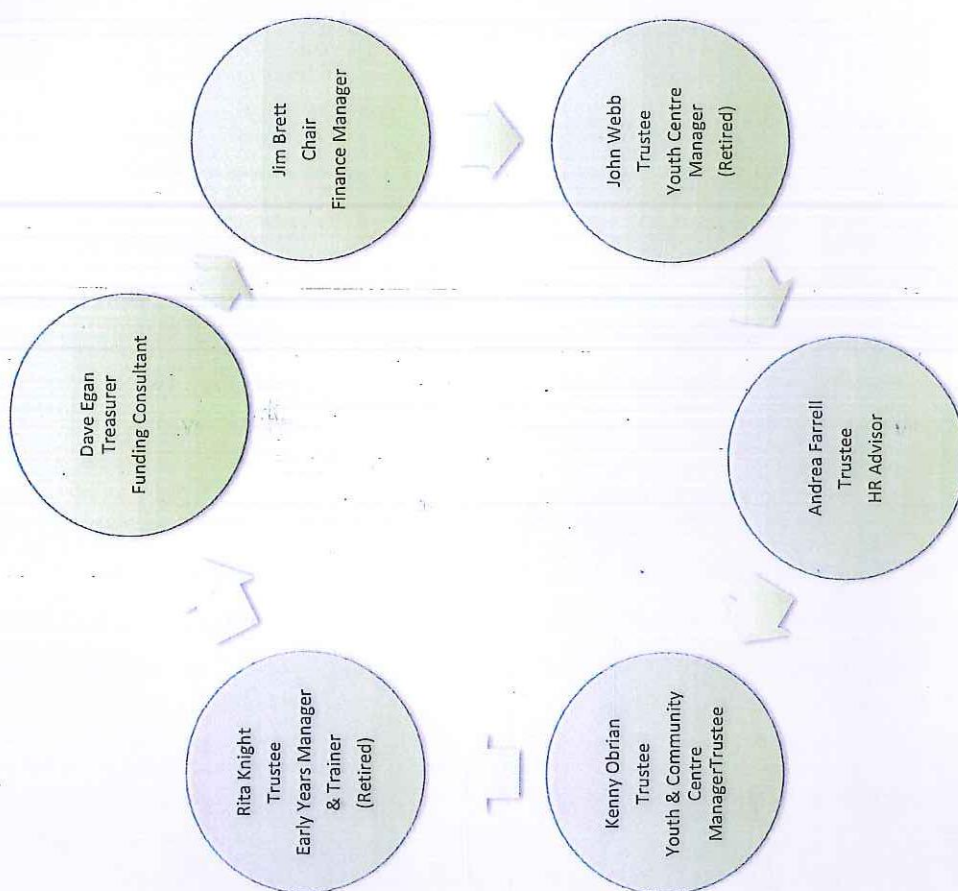 Dave Egan
Treasurer
Funding Consultant
Rita Knight
Trustee
Early Years Manager
& Trainer
(Retired)
Jim Brett
Chair
Finance Manager
Kenny Obrian
Trustee
Youth & Community
Centre
ManagerTrustee
John Webb
Trustee
Youth Centre
Manager
(Retired)
Andrea Farrell
Trustee
HR Advisor